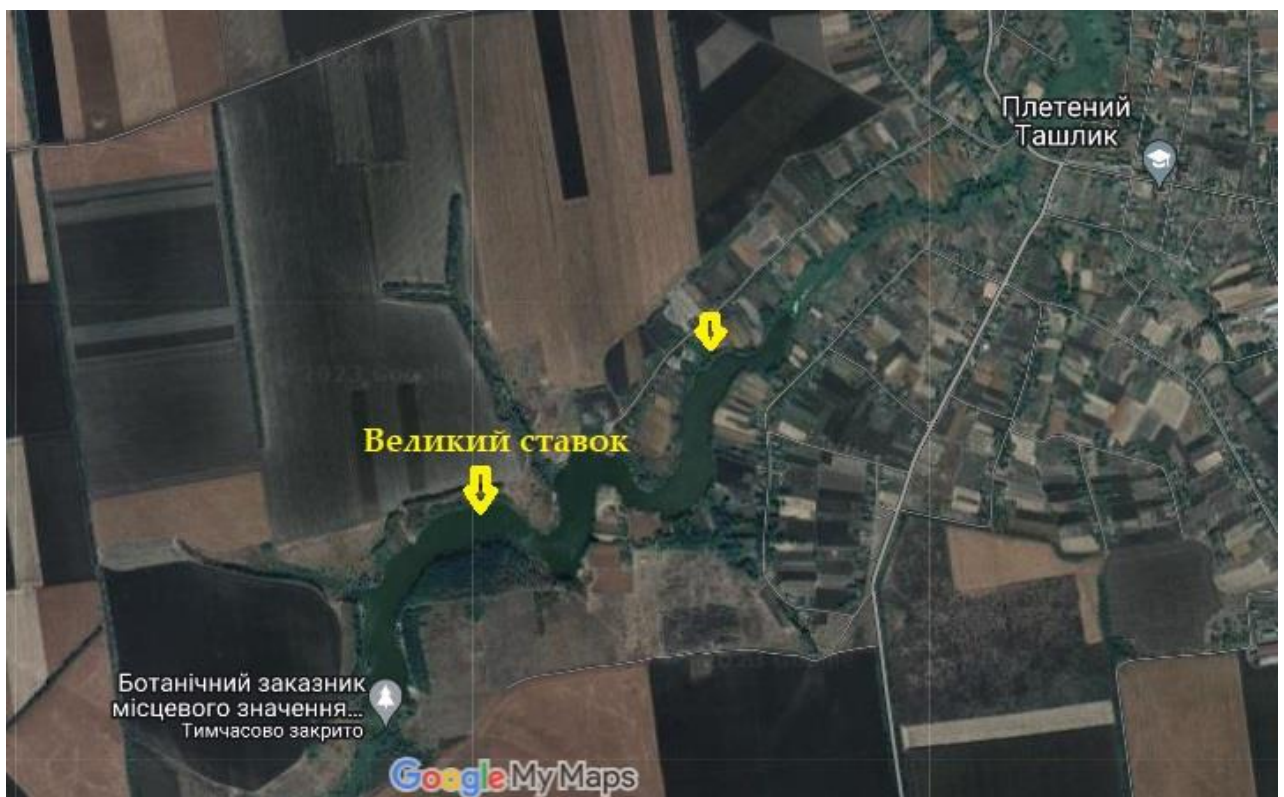 Плетений
Ташлик
Великий ставок
Ботанічний заказник
місцевого значення...
Тимчасово закрито
Google My Maps